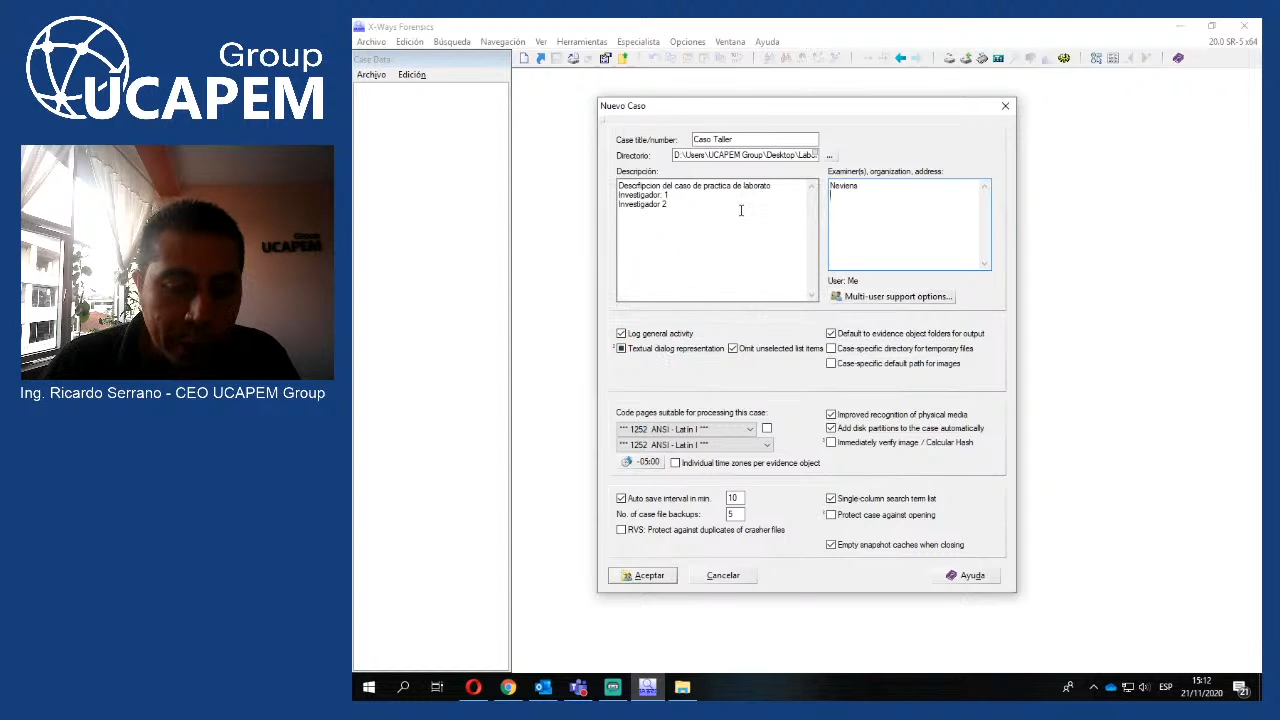 Group
UCAPEM
Group
UCAPEM
Ing. Ricardo Serrano - CEO UCAPEM Group
X-Ways Forensics
Archivo Edición Búsqueda Navegación Ver Herramientas Especialista Opciones Ventana Ayuda
20.0 SR-5 x64
Case Data
Archivo Edición
Nuevo Caso
Case title/number: Caso Taller
Directorio: D:\Users\UCAPEM Group\Desktop\Labor ...
Descripción:
Descrfipcion del caso de practica de laborato
Investigador: 1
Investigador 2
Examiner(s), organization, address:
Neviens
User: Me
Multi-user support options...
Log general activity
Default to evidence object folders for output
Textual dialog representation
Omit unselected list items
Case-specific directory for temporary files
Case-specific default path for images
Code pages suitable for processing this case:
*** 1252 ANSI - Latin I ***
*** 1252 ANSI - Latin I ***
-05:00
Individual time zones per evidence object
Improved recognition of physical media
Add disk partitions to the case automatically
Immediately verify image / Calcular Hash
Auto save interval in min. 10
No. of case file backups: 5
RVS: Protect against duplicates of crasher files
Single-column search term list
Protect case against opening
Empty snapshot caches when closing
Aceptar Cancelar Ayuda
ESP
15:12
21/11/2020
21